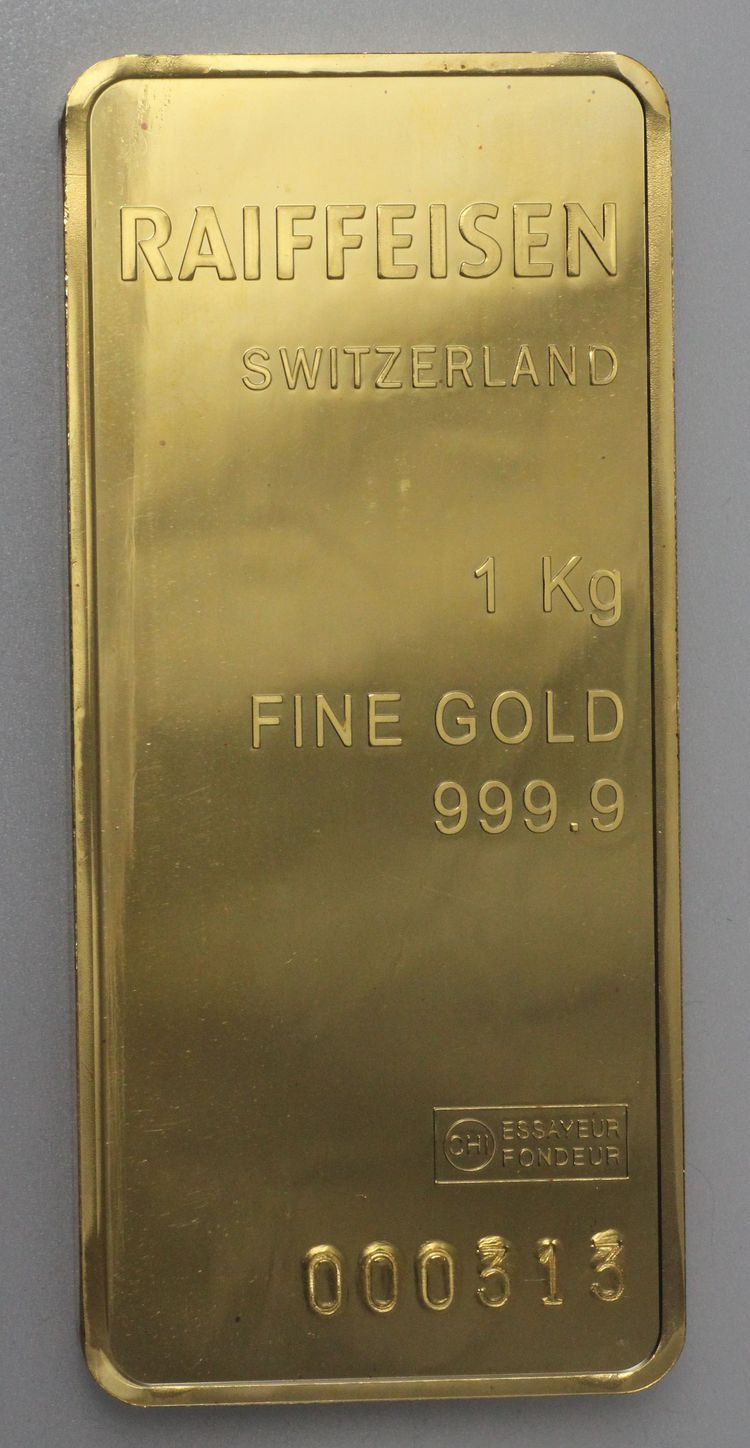 RAIFFEISEN
SWITZERLAND
1 Kg
FINE GOLD
999.9
CHI ESSAYEUR
FONDEUR
000313